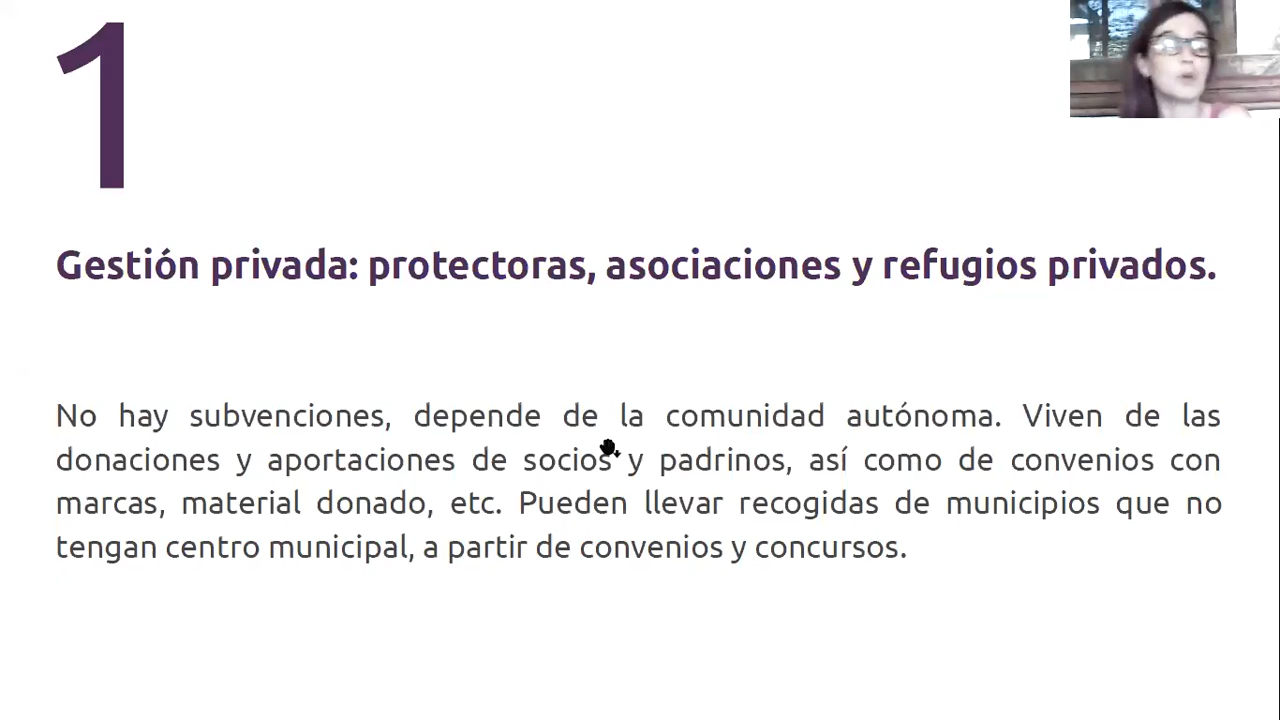 1
Gestión privada: protectoras, asociaciones y refugios privados.
No hay subvenciones, depende de la comunidad autónoma. Viven de las
donaciones y aportaciones de socios y padrinos, así como de convenios con
marcas, material donado, etc. Pueden llevar recogidas de municipios que no
tengan centro municipal, a partir de convenios y concursos.